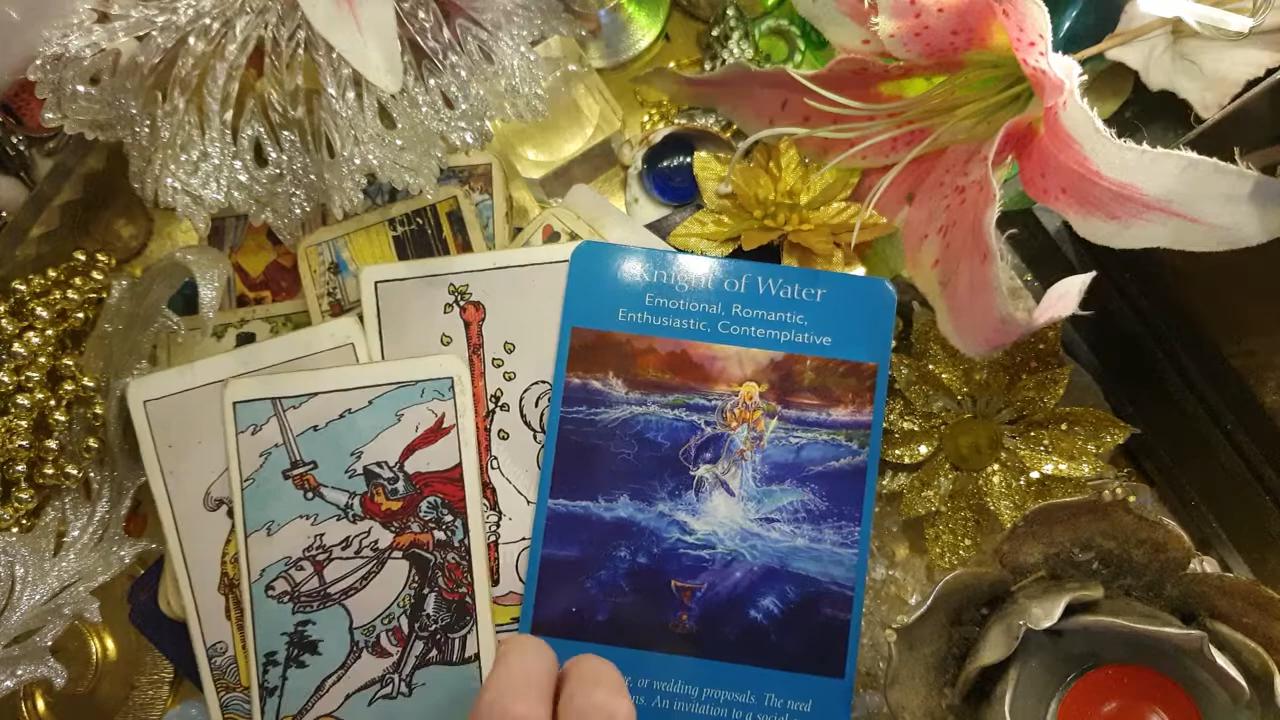 Knight of Water
Emotional, Romantic,
Enthusiastic, Contemplative
or wedding proposals. The need
An invitation to a social